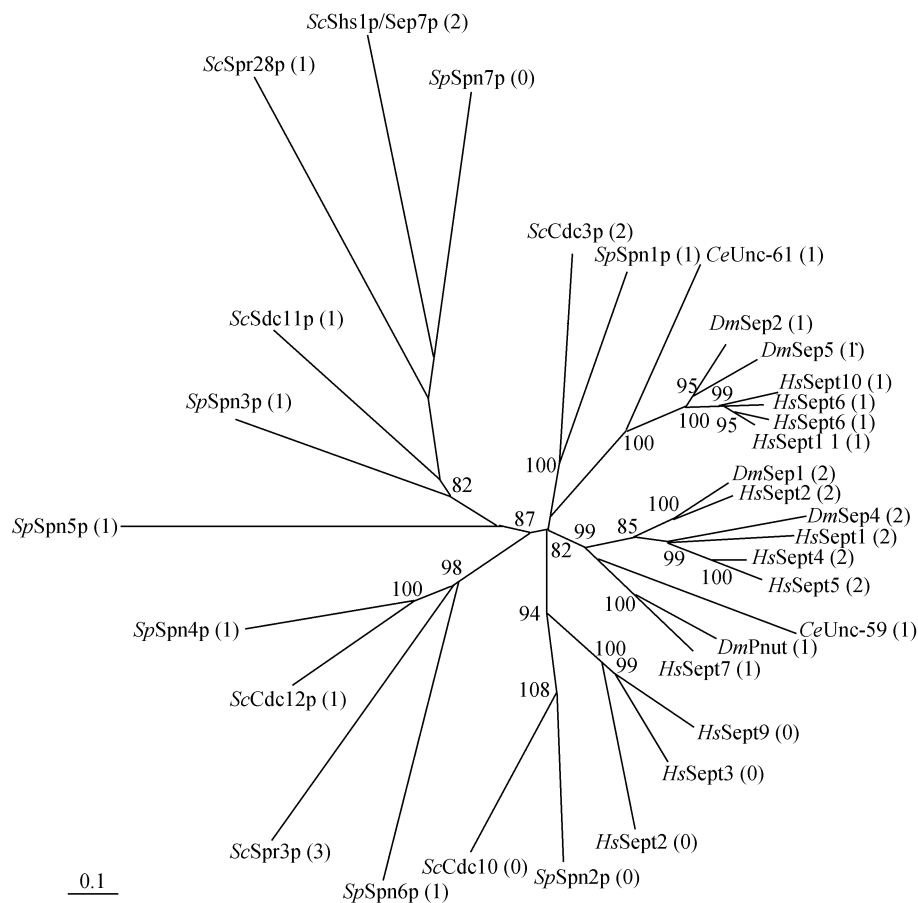 ScShs1p/Sep7p (2)
ScSpr28p (1)
SpSpn7p (0)
ScCdc3p (2)
SpSpn1p (1)
CeUnc-61 (1)
ScSdc11p (1)
DmSep2 (1)
DmSep5 (1)
95
99
HsSept10 (1)
HsSept6 (1)
SpSpn3p (1)
100
95
HsSept6 (1)
HsSept1 1 (1)
100
100
82
DmSep1 (2)
HsSept2 (2)
100
DmSep4 (2)
SpSpn5p (1)
87
99
85
HsSept1 (2)
82
99
HsSept4 (2)
98
100
HsSept5 (2)
100
94
100
SpSpn4p (1)
CeUnc-59 (1)
DmPnut (1)
100
99
HsSept7 (1)
ScCdc12p (1)
108
HsSept9 (0)
HsSept3 (0)
ScSpr3p (3)
HsSept2 (0)
ScCdc10 (0)
SpSpn2p (0)
0.1
SpSpn6p (1)